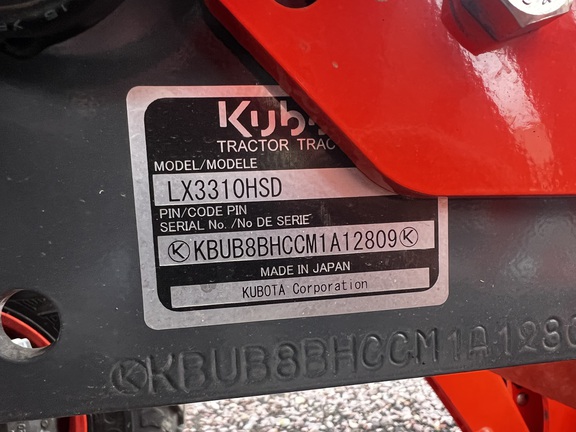 Kub
TRACTOR TRAC
MODEL/MODELE
LX3310HSD
PIN/CODE PIN
SERIAL No. /No DE SERIE
KBUB8BHCCM1A12809
MADE IN JAPAN
KUBOTA Corporation
KBUB8BHCCM1A1280